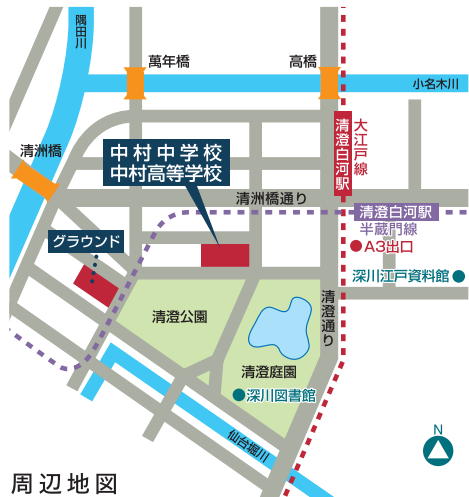 隅田川
萬年橋
高橋
小名木川
清洲橋
中村中学校
中村高等学校
大江戸線
清澄白河駅
清洲橋通り
清澄白河駅
半蔵門線
A3出口
グラウンド
深川江戸資料館
清澄公園
清澄通り
清澄庭園
深川図書館
仙台堀川
N
周辺地図